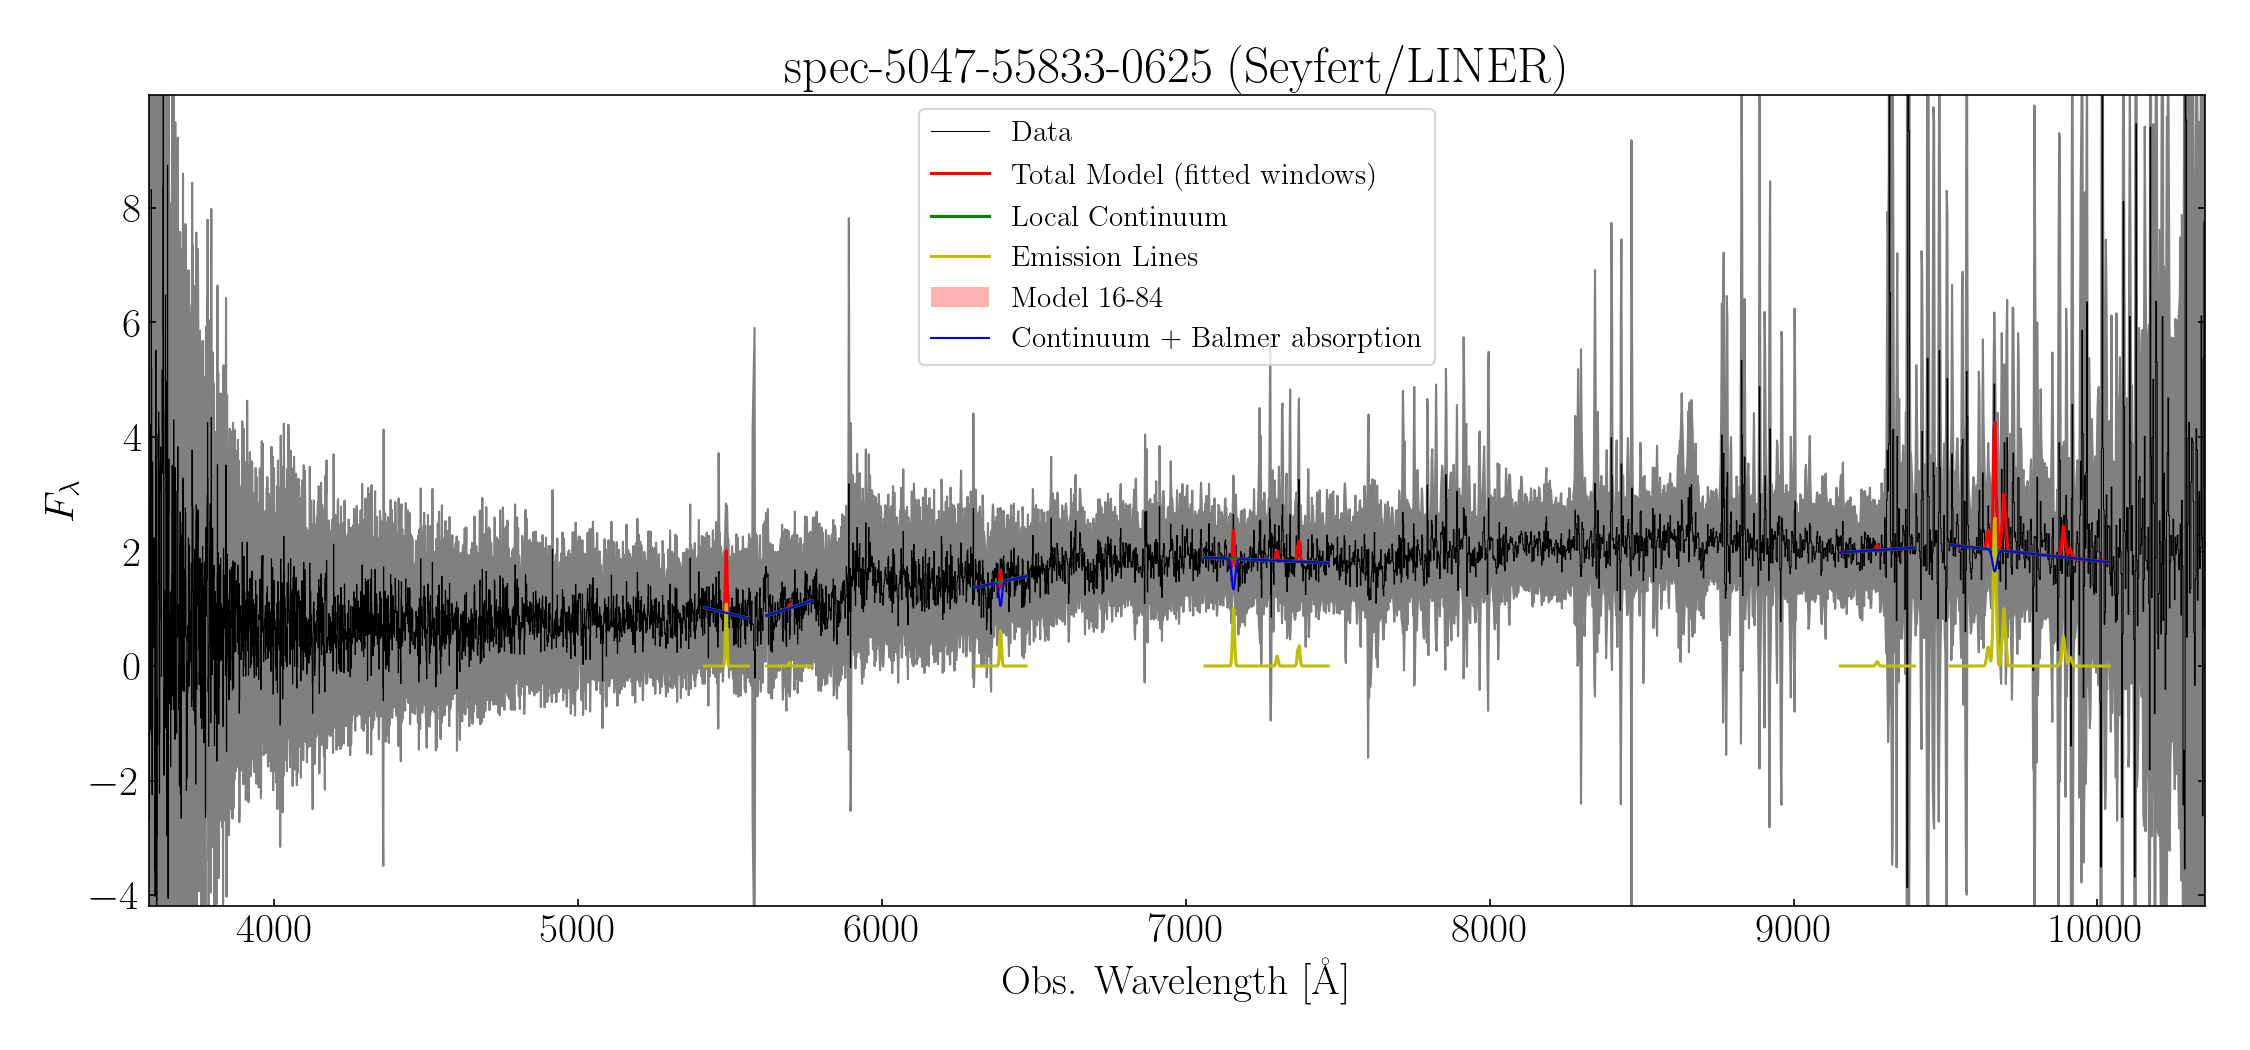 spec-5047-55833-0625 (Seyfert/LINER)
Data
Total Model (fitted windows)
Local Continuum
Emission Lines
Model 16-84
Continuum + Balmer absorption
8
6
4
2
0
−2
−4
F_λ
4000 5000 6000 7000 8000 9000 10000
Obs. Wavelength [Å]